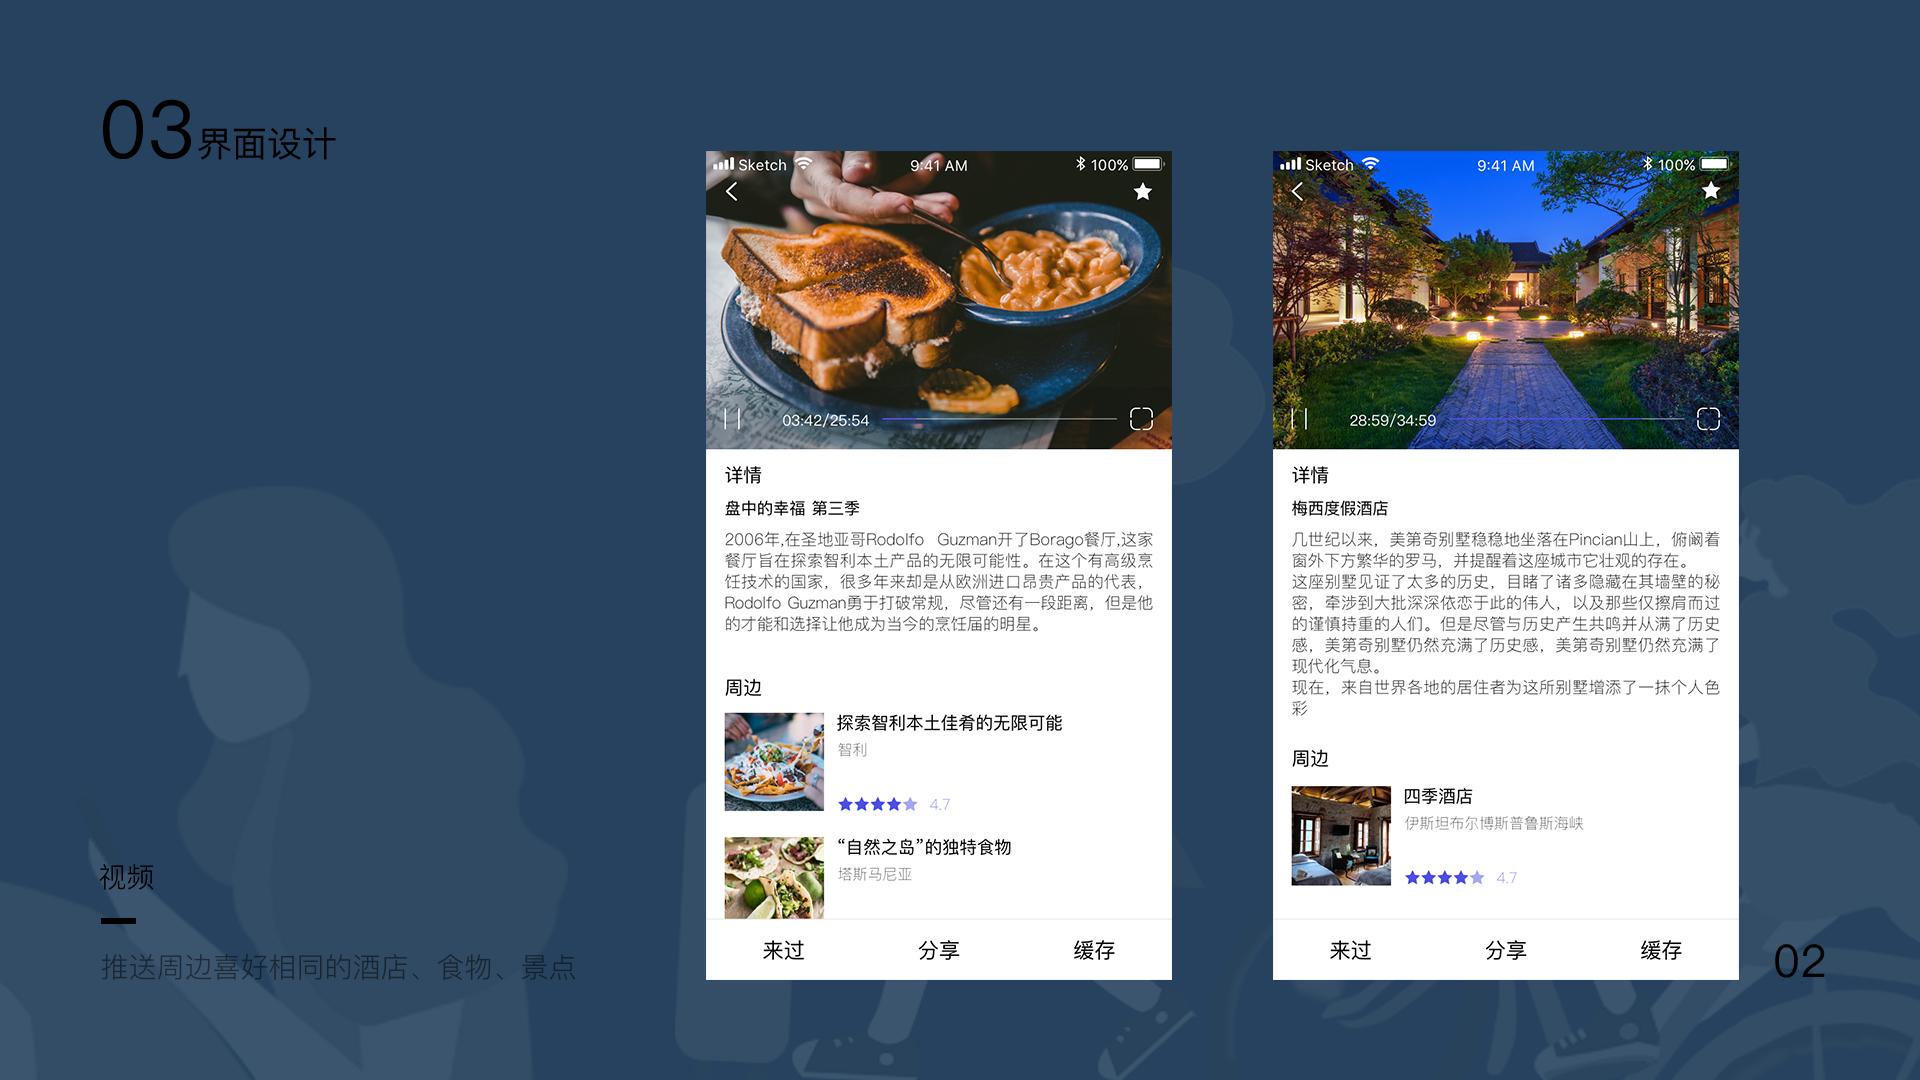 03 界面设计
视频
推送周边喜好相同的酒店、食物、景点
Sketch 9:41 AM 100%
03:42/25:54
详情
盘中的幸福 第三季
2006年,在圣地亚哥Rodolfo Guzman开了Borago餐厅,这家
餐厅旨在探索智利本土产品的无限可能性。在这个有高级烹
饪技术的国家，很多年来却是从欧洲进口昂贵产品的代表，
Rodolfo Guzman勇于打破常规，尽管还有一段距离，但是他
的才能和选择让他成为当今的烹饪届的明星。
周边
探索智利本土佳肴的无限可能
智利
4.7
“自然之岛”的独特食物
塔斯马尼亚
来过 分享 缓存
Sketch 9:41 AM 100%
28:59/34:59
详情
梅西度假酒店
几世纪以来，美第奇别墅稳稳地坐落在Pincian山上，俯阚着
窗外下方繁华的罗马，并提醒着这座城市它壮观的存在。
这座别墅见证了太多的历史，目睹了诸多隐藏在其墙壁的秘
密，牵涉到大批深深依恋于此的伟人，以及那些仅擦肩而过
的谨慎持重的人们。但是尽管与历史产生共鸣并从满了历史
感，美第奇别墅仍然充满了历史感，美第奇别墅仍然充满了
现代化气息。
现在，来自世界各地的居住者为这所别墅增添了一抹个人色
彩
周边
四季酒店
伊斯坦布尔博斯普鲁斯海峡
4.7
来过 分享 缓存
02